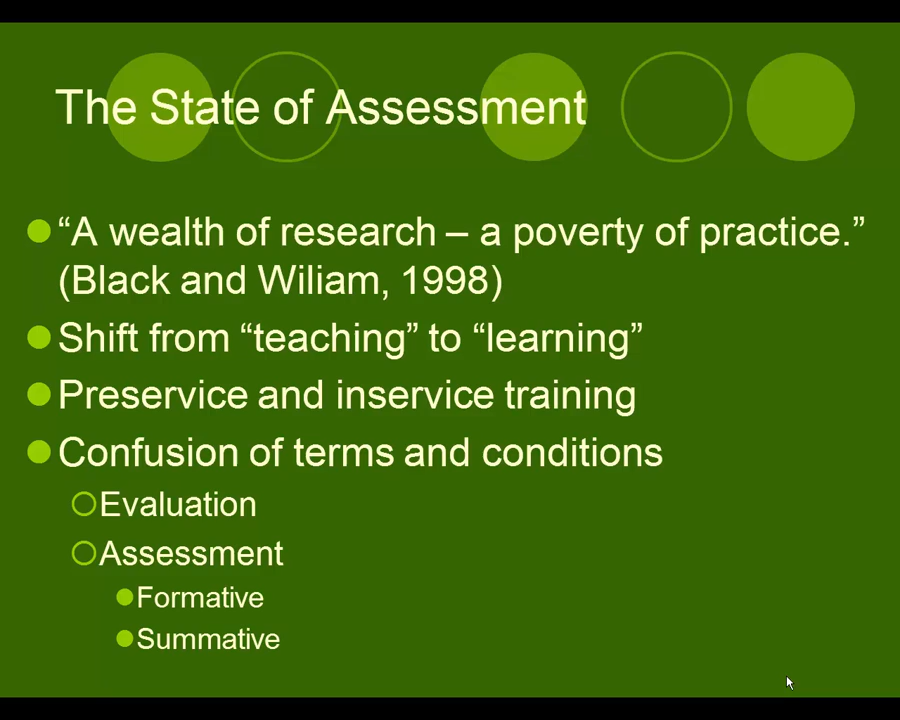 The State of Assessment
“A wealth of research – a poverty of practice.”
(Black and Wiliam, 1998)
Shift from “teaching” to “learning”
Preservice and inservice training
Confusion of terms and conditions
Evaluation
Assessment
Formative
Summative